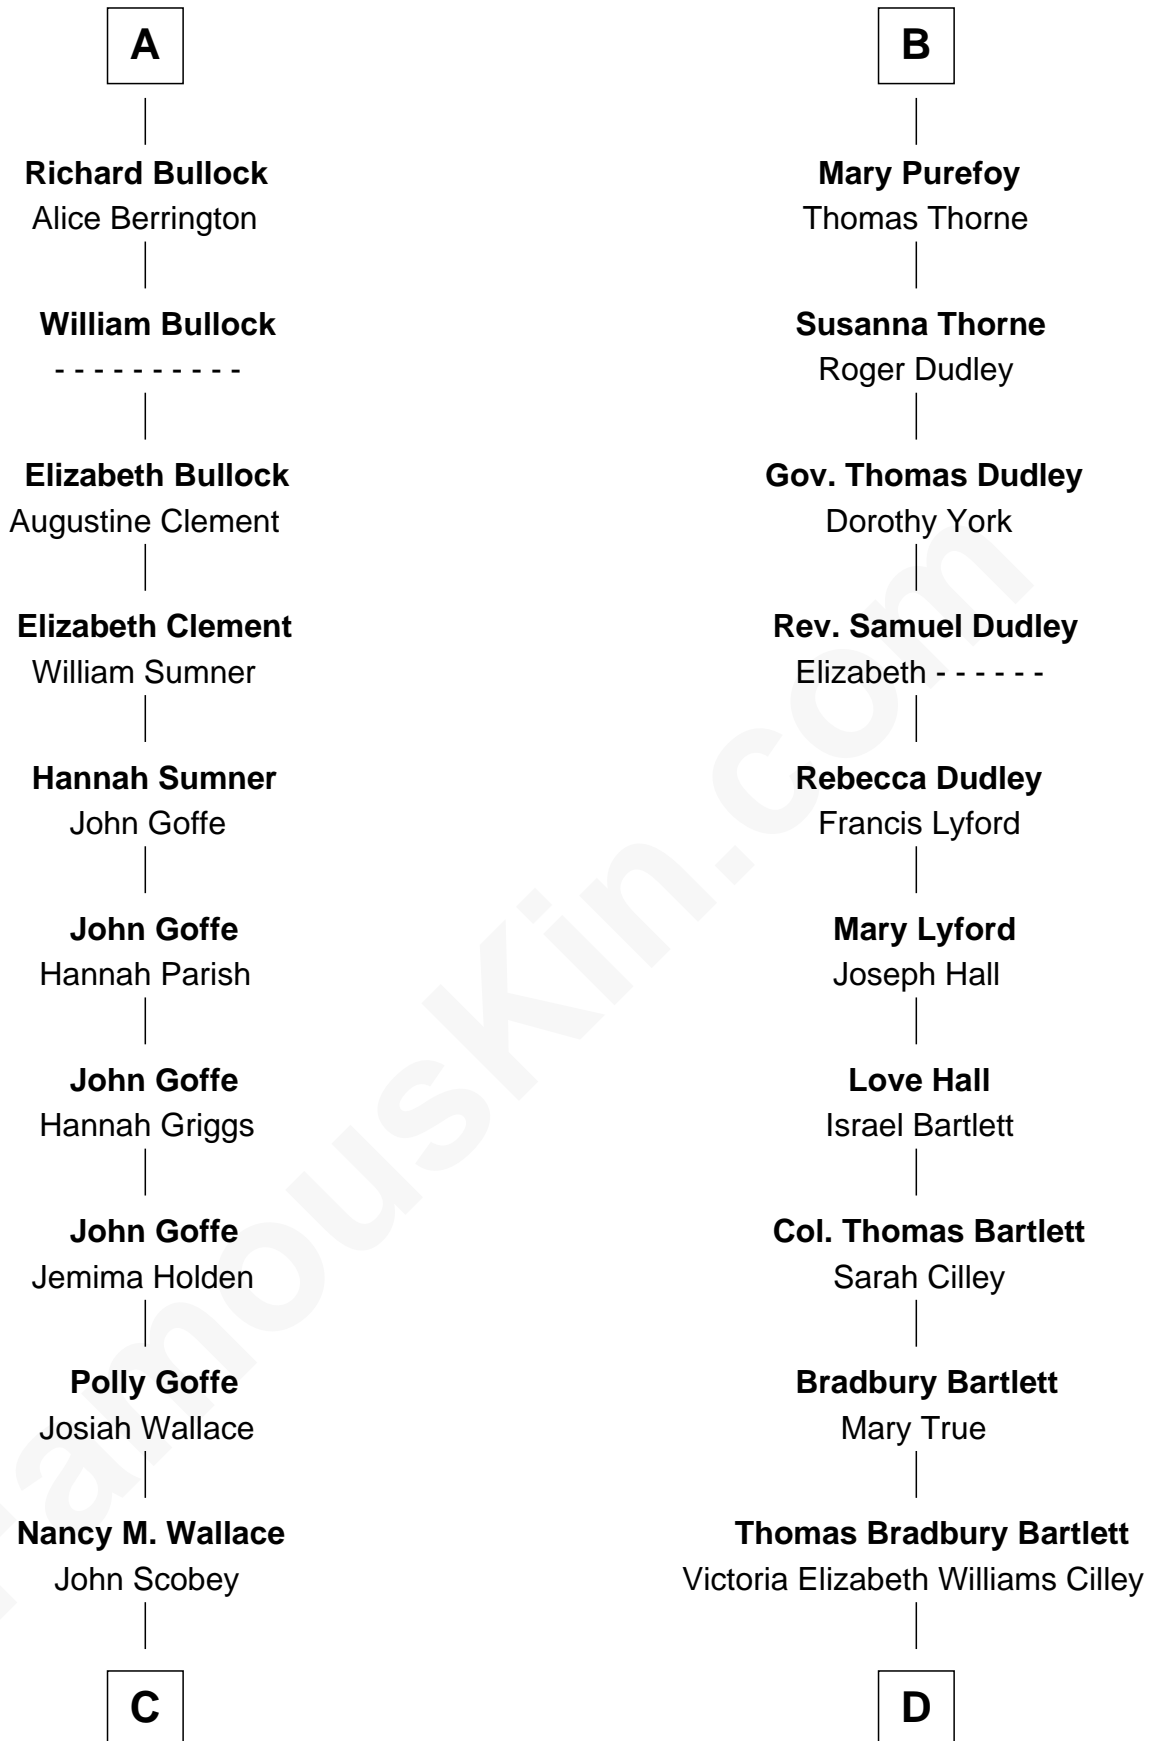 A
Richard Bullock
Alice Berrington
William Bullock
- - - - - - - - - -
Elizabeth Bullock
Augustine Clement
Elizabeth Clement
William Sumner
Hannah Sumner
John Goffe
John Goffe
Hannah Parish
John Goffe
Hannah Griggs
John Goffe
Jemima Holden
Polly Goffe
Josiah Wallace
Nancy M. Wallace
John Scobey
C
B
Mary Purefoy
Thomas Thorne
Susanna Thorne
Roger Dudley
Gov. Thomas Dudley
Dorothy York
Rev. Samuel Dudley
Elizabeth - - - - - -
Rebecca Dudley
Francis Lyford
Mary Lyford
Joseph Hall
Love Hall
Israel Bartlett
Col. Thomas Bartlett
Sarah Cilley
Bradbury Bartlett
Mary True
Thomas Bradbury Bartlett
Victoria Elizabeth Williams Cilley
D
FamousKin.com